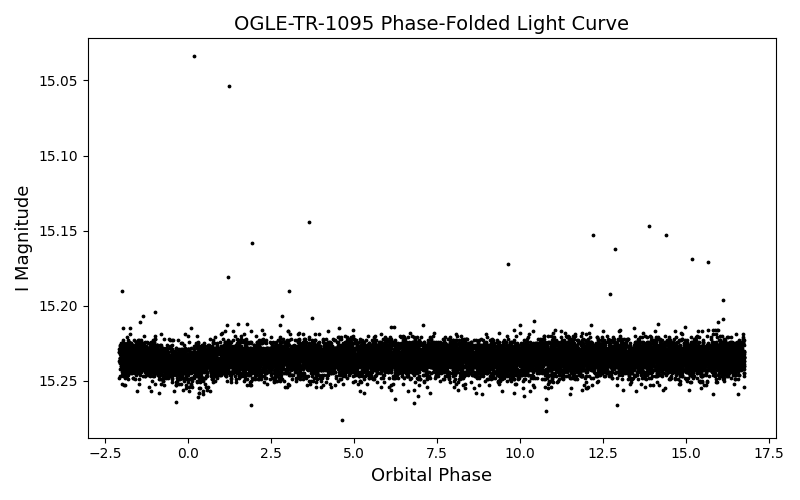 OGLE-TR-1095 Phase-Folded Light Curve
15.05
15.10
15.15
15.20
15.25
I Magnitude
-2.5 0.0 2.5 5.0 7.5 10.0 12.5 15.0 17.5
Orbital Phase